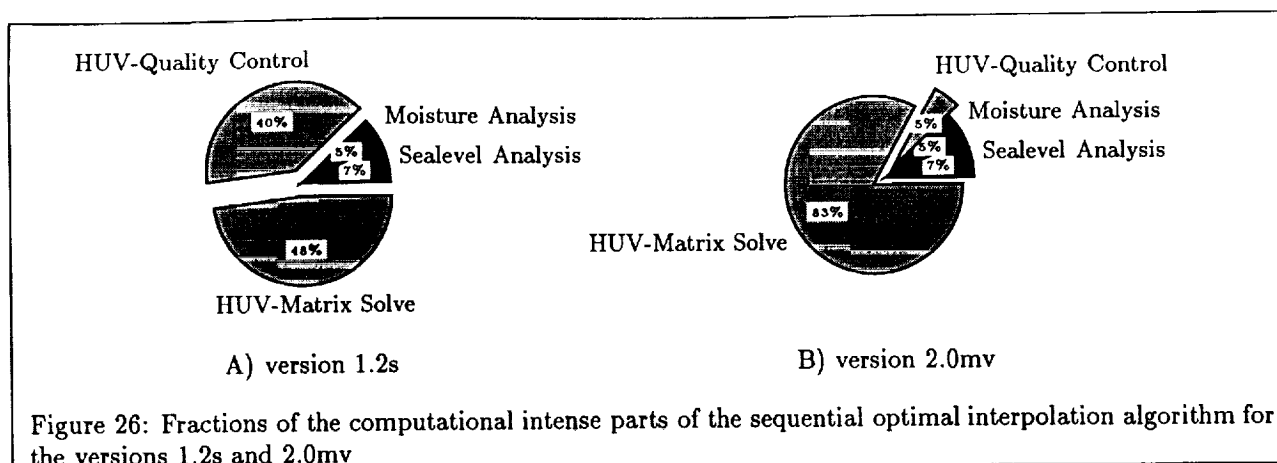 HUV-Quality Control
40%
Moisture Analysis
5%
Sealevel Analysis
7%
48%
HUV-Matrix Solve
A) version 1.2s
HUV-Quality Control
5%
Moisture Analysis
5%
Sealevel Analysis
7%
83%
HUV-Matrix Solve
B) version 2.0mv
Figure 26: Fractions of the computational intense parts of the sequential optimal interpolation algorithm for
the versions 1.2s and 2.0mv